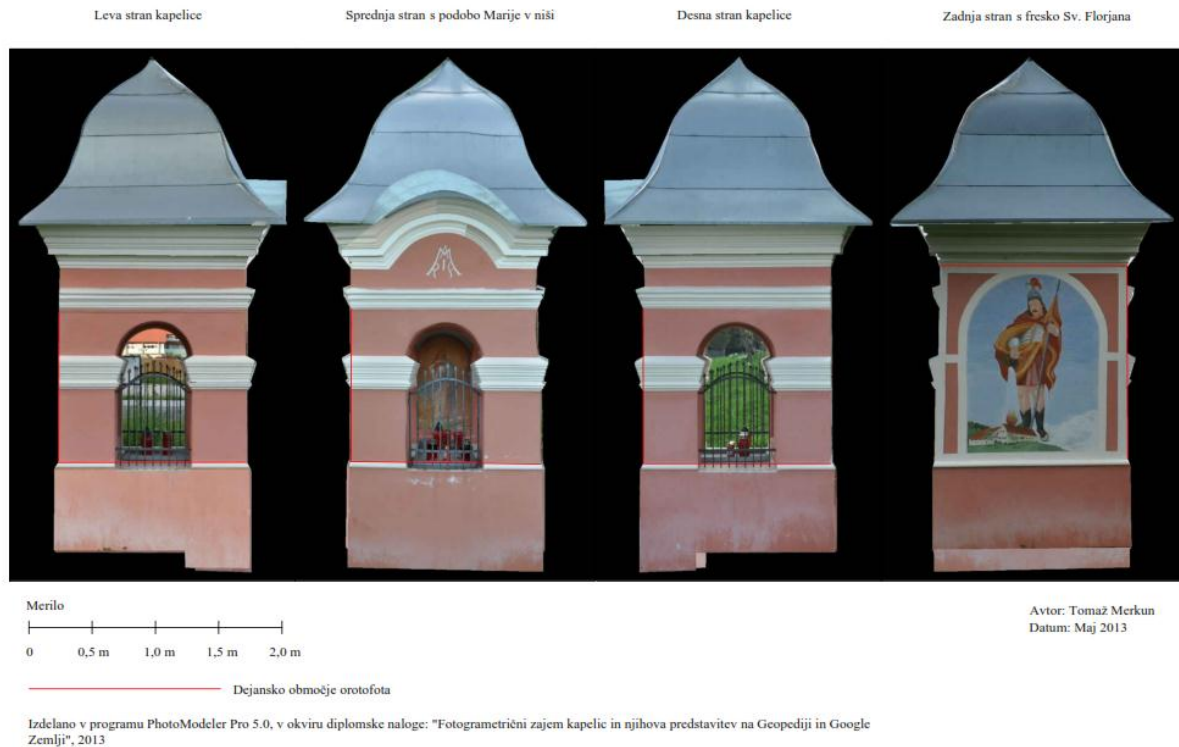 Leva stran kapelice
Sprednja stran s podobo Marije v niši
Desna stran kapelice
Zadnja stran s fresko Sv. Florjana
Merilo
0 0,5 m 1,0 m 1,5 m 2,0 m
Dejansko območje orotofota
Avtor: Tomaž Merkun
Datum: Maj 2013
Izdelano v programu PhotoModeler Pro 5.0, v okviru diplomske naloge: "Fotogrametrični zajem kapelic in njihova predstavitev na Geopediji in Google
Zemlji", 2013